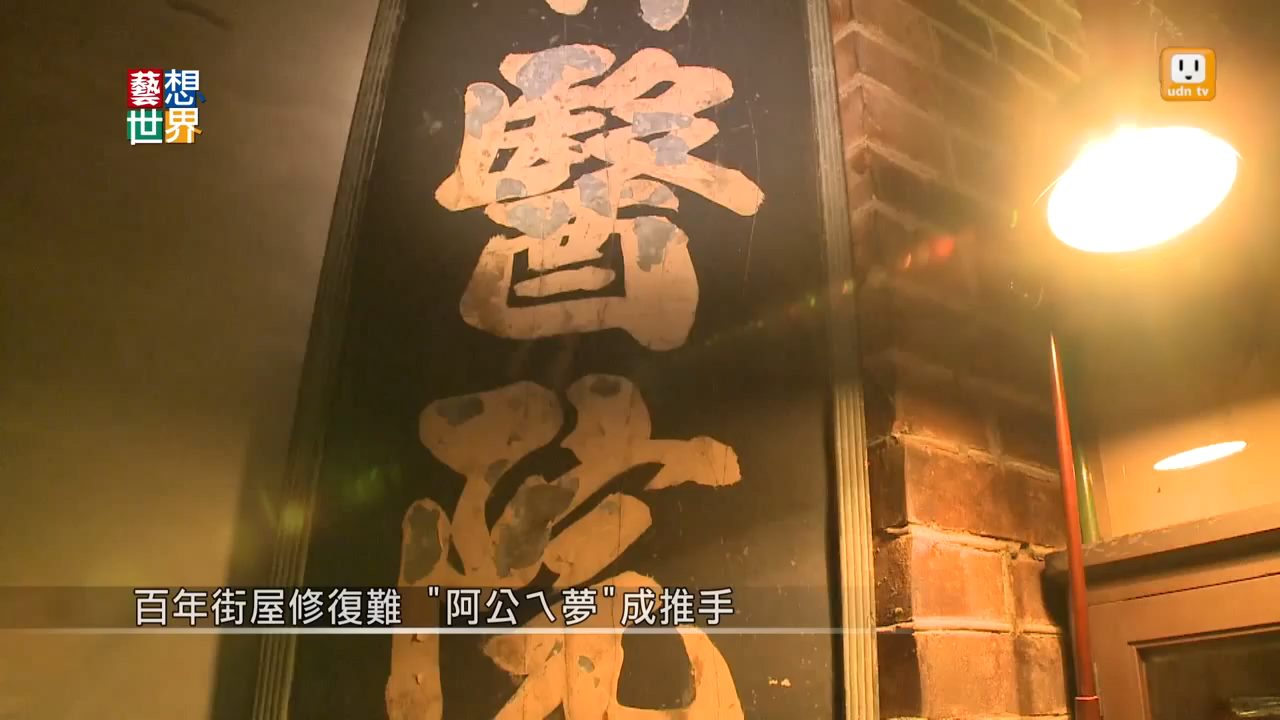 藝想
世界
udn tv
醫院
百年街屋修復難 "阿公ㄟ夢"成推手